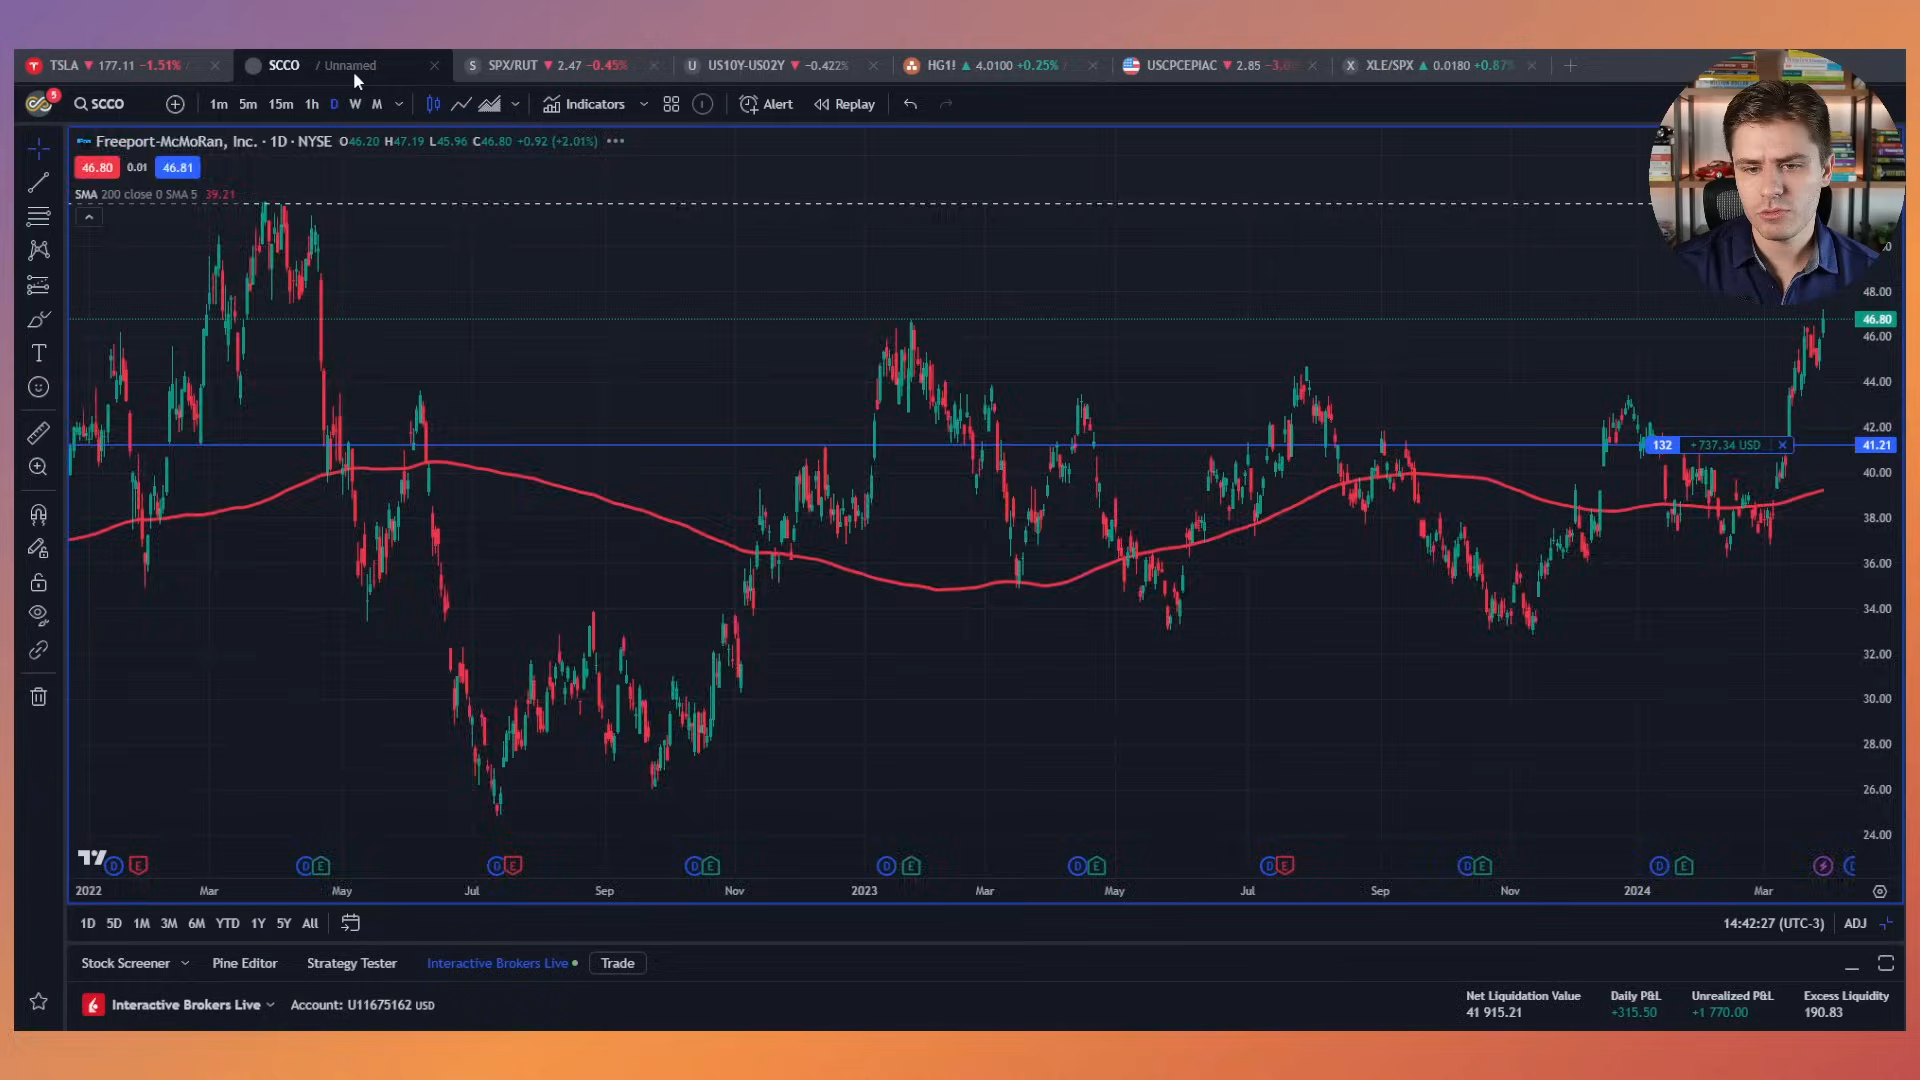 TSLA 177.11 −1.51% /
SCCO / Unnamed
SPX/RUT 2.47 −0.45%
US10Y-US02Y −0.422%
HG1! 4.0100 +0.25% /
USCPCEPIAC 2.85
XLE/SPX 0.0180 +0.87%
5
SCCO
1m 5m 15m 1h D W M
Indicators
Alert
Replay
Freeport-McMoRan, Inc. · 1D · NYSE O46.20 H47.19 L45.96 C46.80 +0.92 (+2.01%)
46.80 0.01 46.81
SMA 200 close 0 SMA 5 39.21
48.00
46.80
46.00
44.00
42.00
132 +737.34 USD
41.21
40.00
38.00
36.00
34.00
32.00
30.00
28.00
26.00
24.00
D E D E D E D E D E D E D E D E D E
2022 Mar May Jul Sep Nov 2023 Mar May Jul Sep Nov 2024 Mar
1D 5D 1M 3M 6M YTD 1Y 5Y All
14:42:27 (UTC-3) ADJ
Stock Screener Pine Editor Strategy Tester Interactive Brokers Live Trade
Interactive Brokers Live Account: U11675162 USD
Net Liquidation Value Daily P&L Unrealized P&L Excess Liquidity
41 915.21 +315.50 +1 770.00 190.83